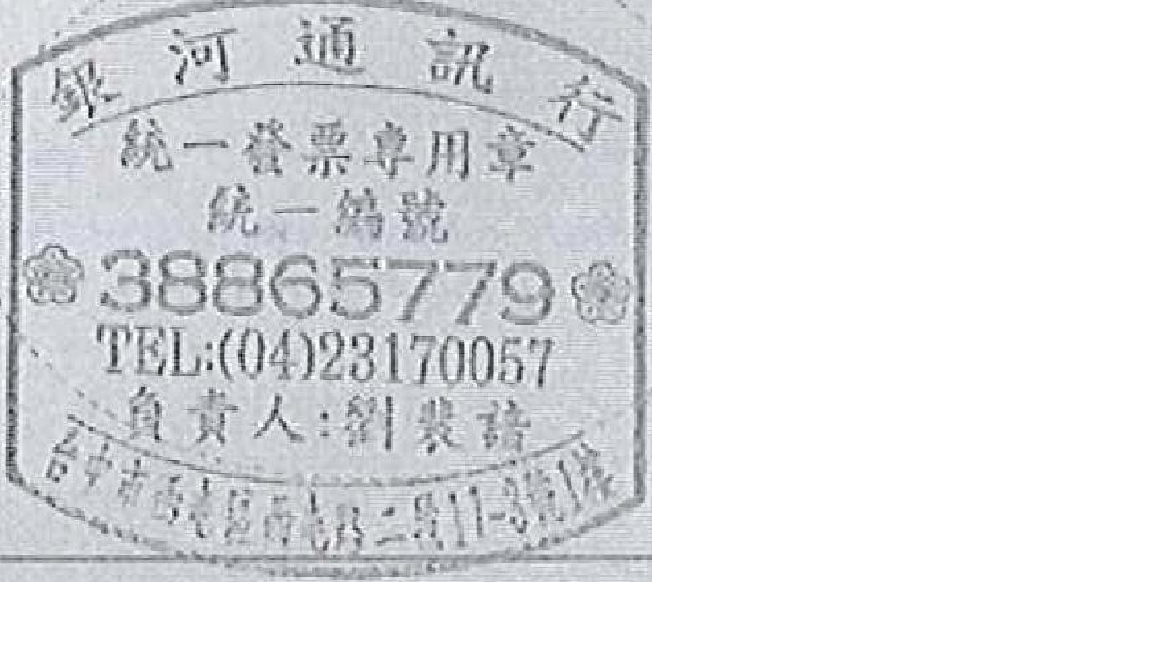 銀河通訊行
統一發票專用章
統一編號
38865779
TEL:(04)23170057
負責人:劉裴諳
台中市西屯區西屯路二段11-3號1樓